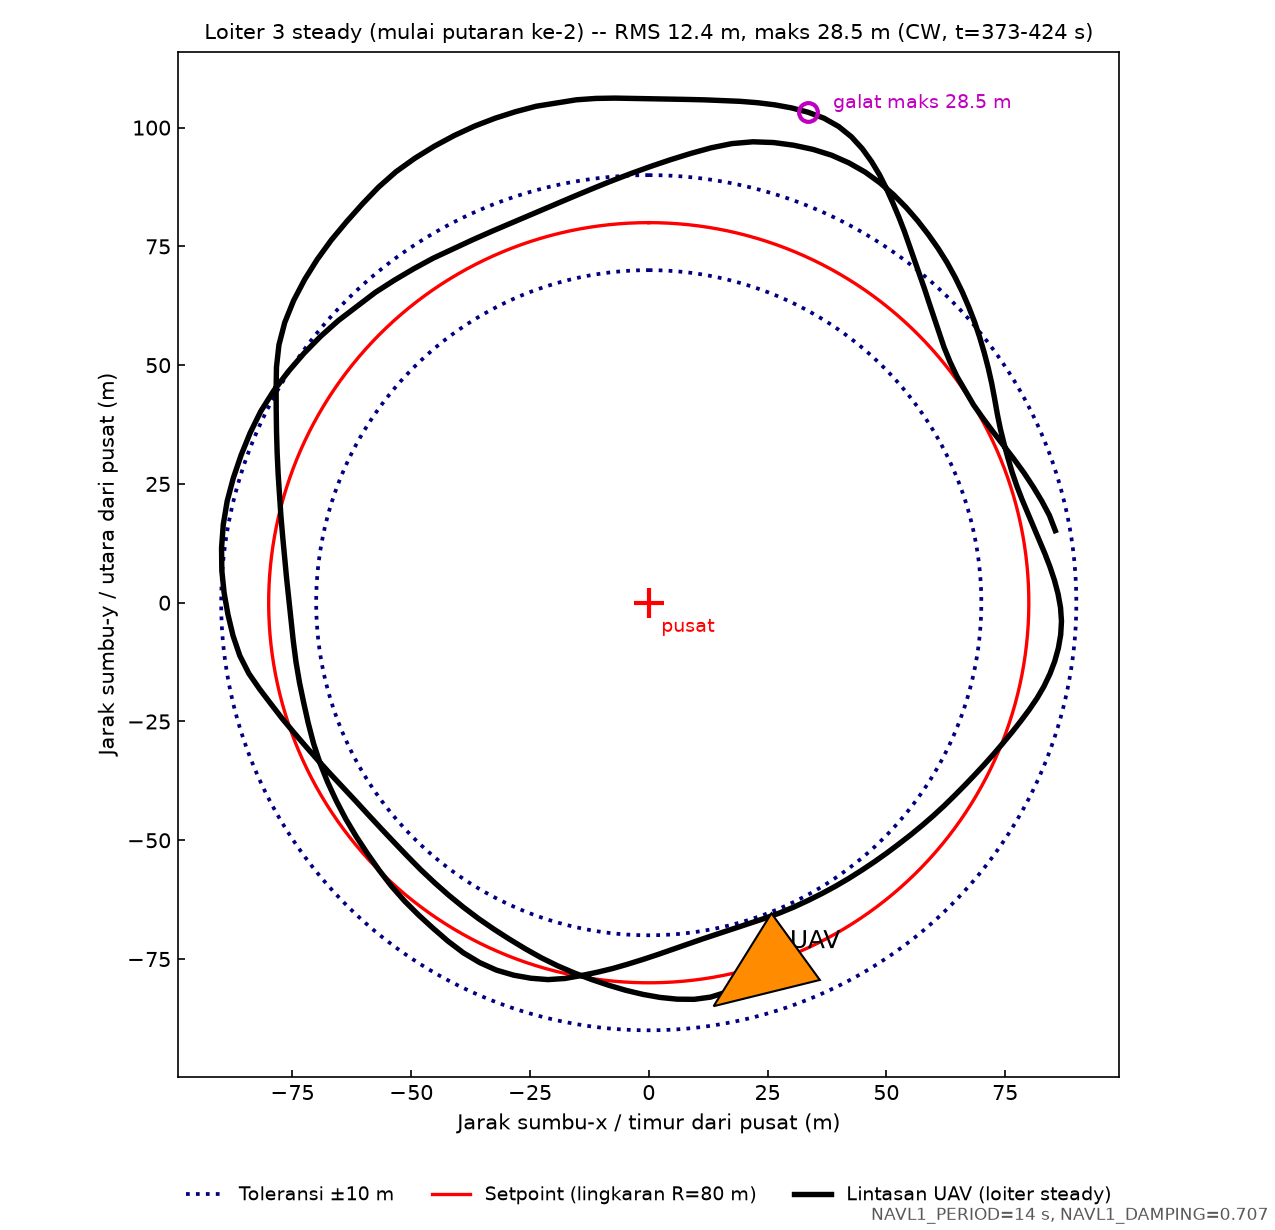 Loiter 3 steady (mulai putaran ke-2) -- RMS 12.4 m, maks 28.5 m (CW, t=373-424 s)
galat maks 28.5 m
100
75
50
25
0
−25
−50
−75
Jarak sumbu-y / utara dari pusat (m)
pusat
UAV
−75 −50 −25 0 25 50 75
Jarak sumbu-x / timur dari pusat (m)
Toleransi ±10 m Setpoint (lingkaran R=80 m) Lintasan UAV (loiter steady)
NAVL1_PERIOD=14 s, NAVL1_DAMPING=0.707